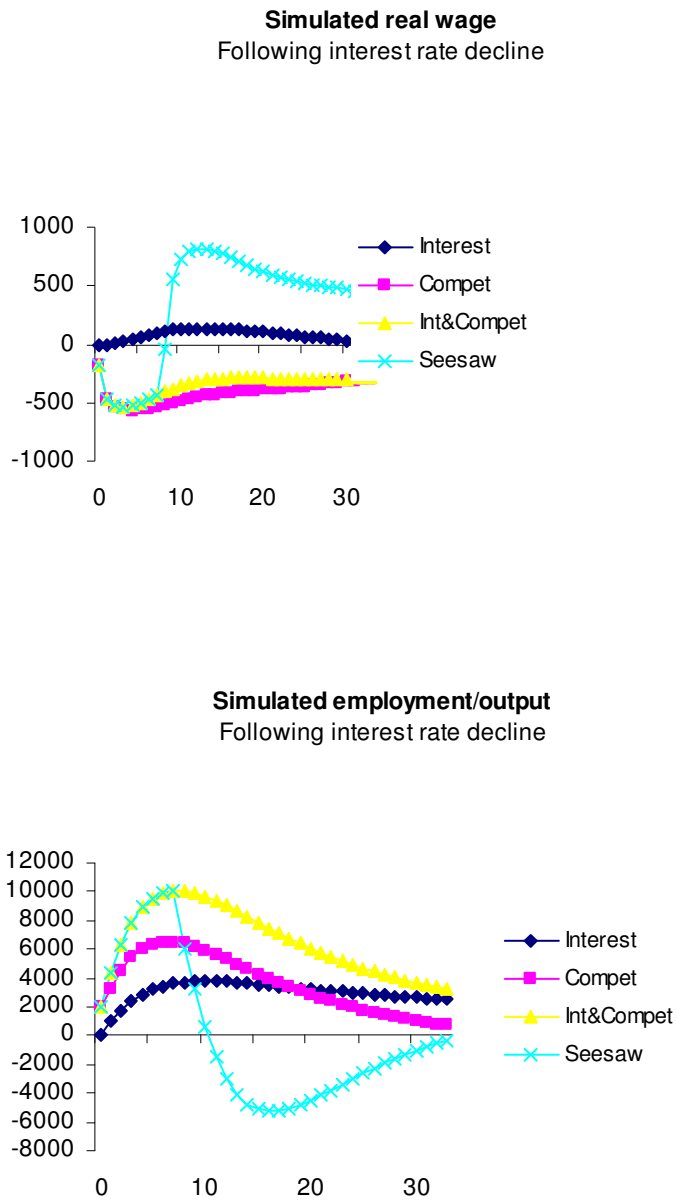 Simulated real wage
Following interest rate decline
1000
500
0
-500
-1000
0 10 20 30
Interest
Compet
Int&Compet
Seesaw
Simulated employment/output
Following interest rate decline
12000
10000
8000
6000
4000
2000
0
-2000
-4000
-6000
-8000
0 10 20 30
Interest
Compet
Int&Compet
Seesaw